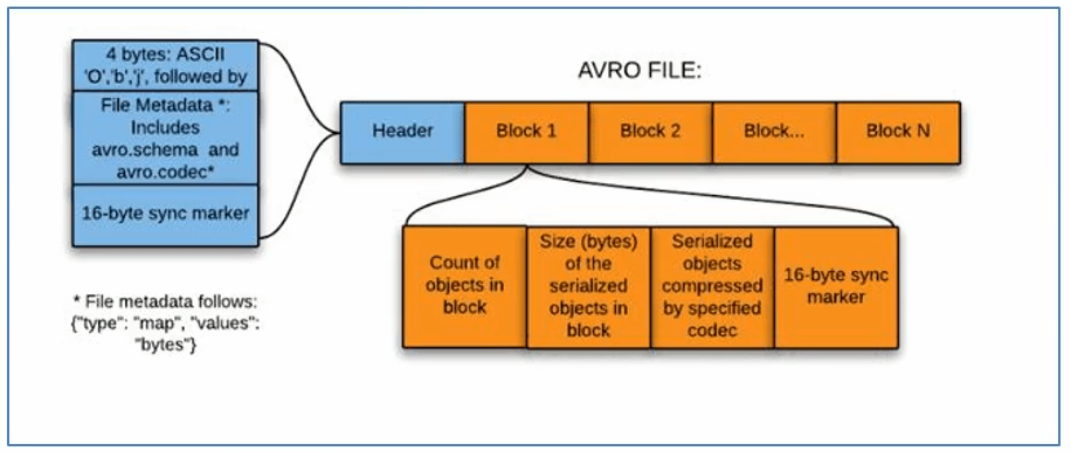 4 bytes: ASCII
'O','b','j', followed by
File Metadata *:
Includes
avro.schema and
avro.codec*
16-byte sync marker
* File metadata follows:
{"type": "map", "values":
"bytes"}
AVRO FILE:
Header
Block 1
Block 2
Block...
Block N
Count of
objects in
block
Size (bytes)
of the
serialized
objects in
block
Serialized
objects
compressed
by specified
codec
16-byte sync
marker